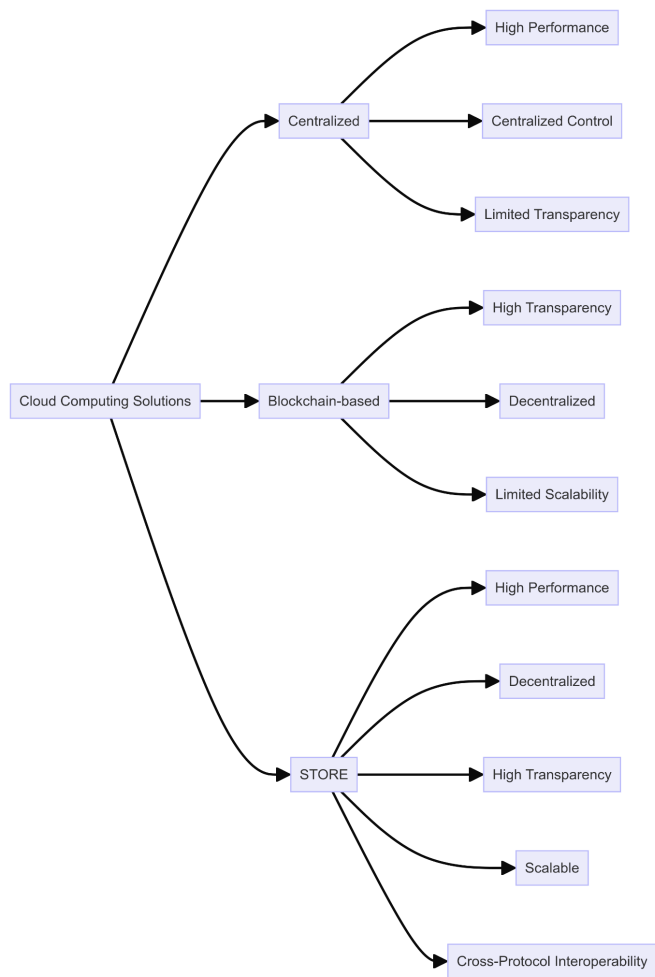 Cloud Computing Solutions
Centralized
High Performance
Centralized Control
Limited Transparency
Blockchain-based
High Transparency
Decentralized
Limited Scalability
STORE
High Performance
Decentralized
High Transparency
Scalable
Cross-Protocol Interoperability